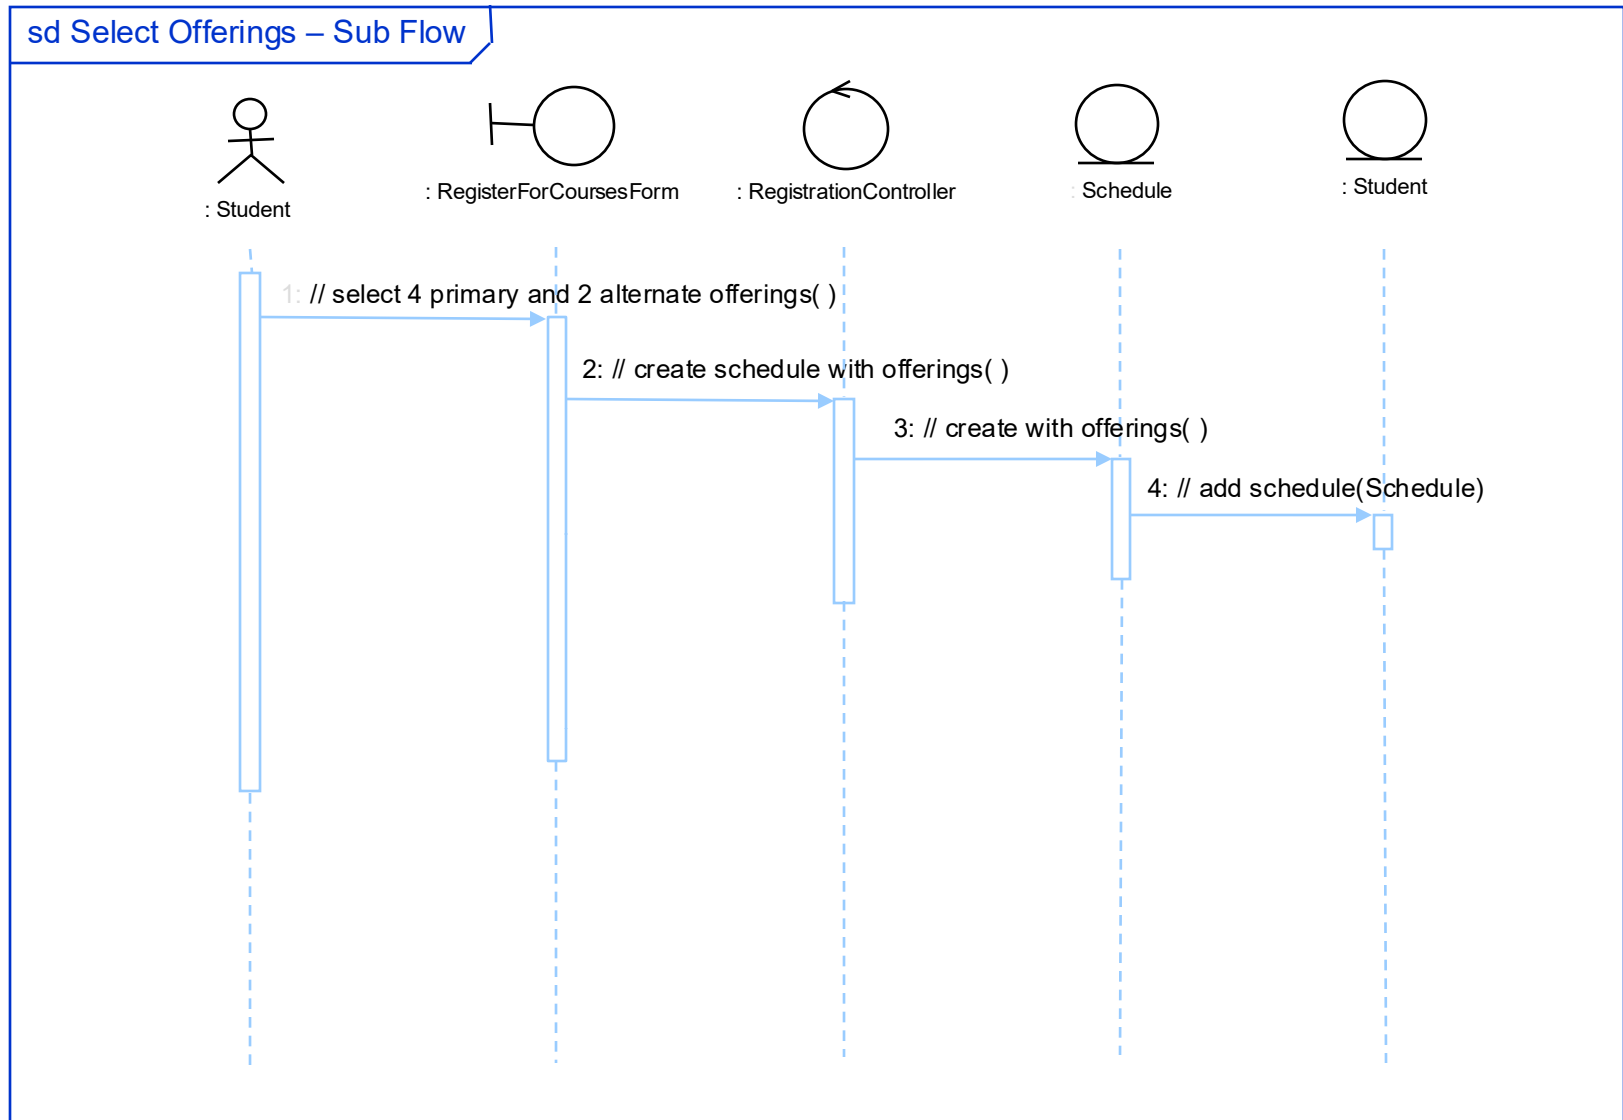 sd Select Offerings – Sub Flow
: Student
: RegisterForCoursesForm
: RegistrationController
: Schedule
: Student
1: // select 4 primary and 2 alternate offerings( )
2: // create schedule with offerings( )
3: // create with offerings( )
4: // add schedule(Schedule)